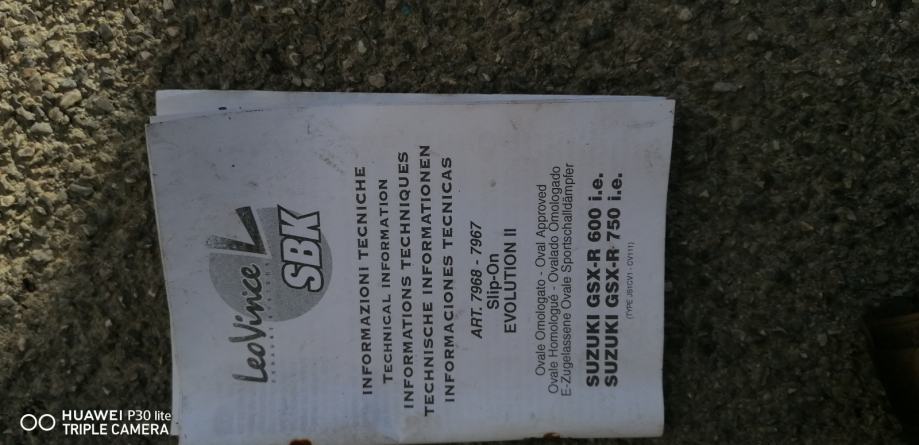 LeoVince
SBK
INFORMAZIONI TECNICHE
TECHNICAL INFORMATION
INFORMATIONS TECHNIQUES
TECHNISCHE INFORMATIONEN
INFORMACIONES TECNICAS
ART. 7968 - 7967
Slip-On
EVOLUTION II
Ovale Omologato - Oval Approved
Ovale Homologué - Ovalado Omologado
E-Zugelassene Ovale Sportschalldämpfer
SUZUKI GSX-R 600 i.e.
SUZUKI GSX-R 750 i.e.
HUAWEI P30 lite
TRIPLE CAMERA